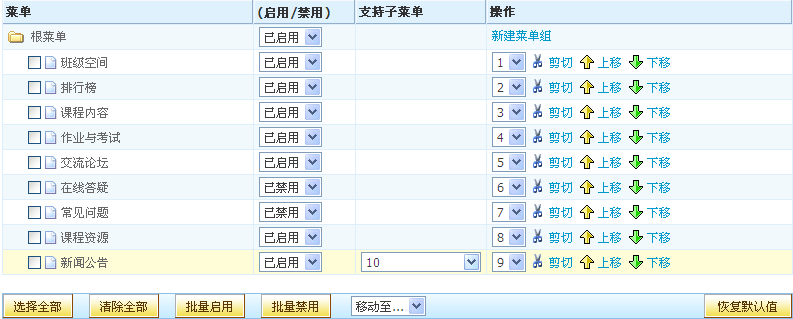 菜单 (启用/禁用) 支持子菜单 操作
根菜单 已启用 新建菜单组
班级空间 已启用 1 剪切 上移 下移
排行榜 已启用 2 剪切 上移 下移
课程内容 已启用 3 剪切 上移 下移
作业与考试 已启用 4 剪切 上移 下移
交流论坛 已启用 5 剪切 上移 下移
在线答疑 已禁用 6 剪切 上移 下移
常见问题 已禁用 7 剪切 上移 下移
课程资源 已启用 8 剪切 上移 下移
新闻公告 已启用 10 9 剪切 上移 下移
选择全部 清除全部 批量启用 批量禁用 移动至... 恢复默认值